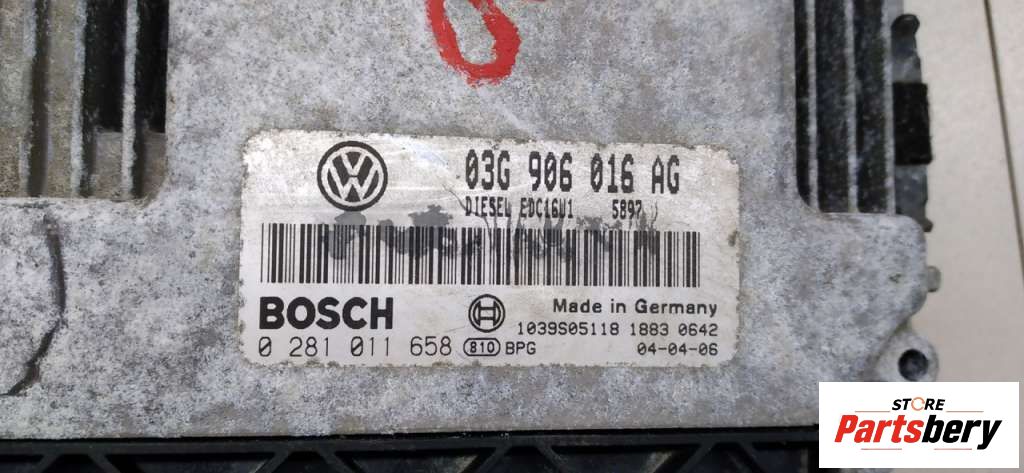 03G 906 016 AG
DIESEL EDC16U1 5897
BOSCH
Made in Germany
1039S05118 1883 0642
0 281 011 658 810 BPG
04-04-06
STORE
Partsbery